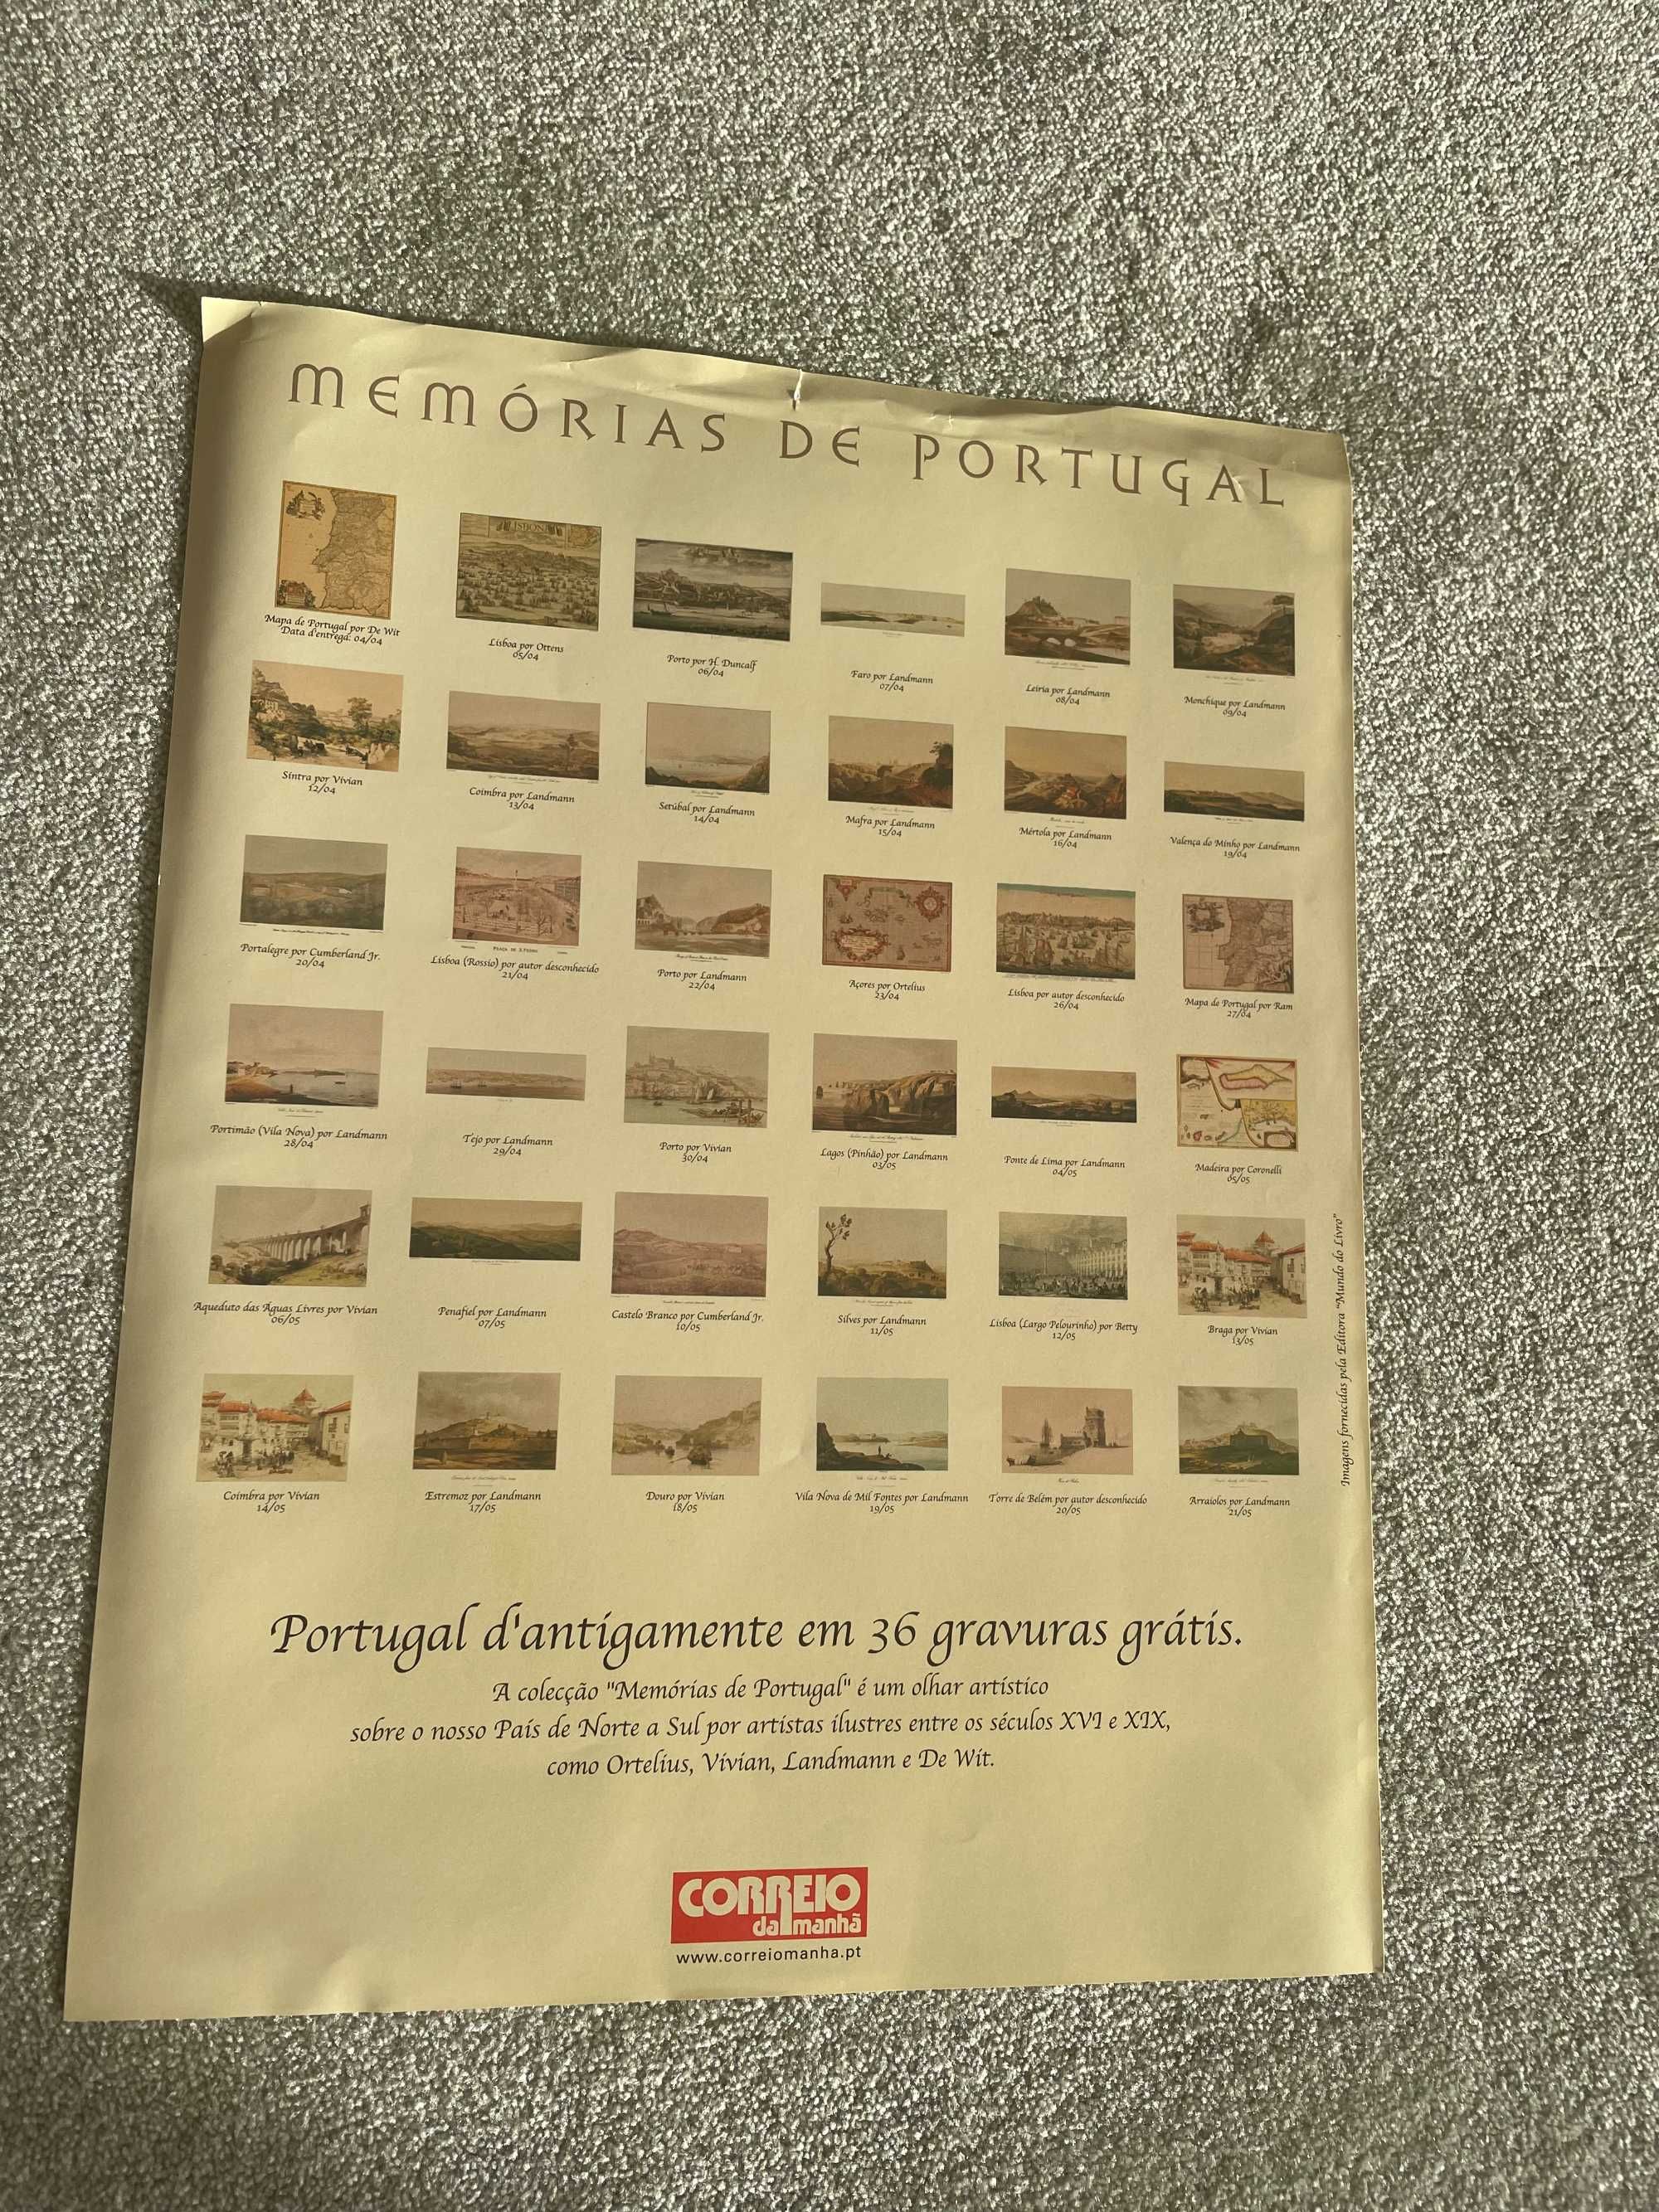 MEMÓRIAS DE PORTUGAL
LISBONA
Mapa de Portugal por De Wit
Data d'entrega: 04/04
Lisboa por Ottens
05/04
Porto por H. Duncalf
06/04
Faro por Landmann
07/04
Leiria por Landmann
08/04
Monchique por Landmann
09/04
Sintra por Vivian
12/04
Coimbra por Landmann
13/04
Setúbal por Landmann
14/04
Mafra por Landmann
15/04
Mértola por Landmann
16/04
Valença do Minho por Landmann
19/04
PRAÇA DE D. PEDRO
Portalegre por Cumberland Jr.
20/04
Lisboa (Rossio) por autor desconhecido
21/04
Porto por Landmann
22/04
Açores por Ortelius
23/04
Lisboa por autor desconhecido
26/04
Mapa de Portugal por Ram
27/04
Portimão (Vila Nova) por Landmann
28/04
Tejo por Landmann
29/04
Porto por Vivian
30/04
Lagos (Pinhão) por Landmann
03/05
Ponte de Lima por Landmann
04/05
Madeira por Coronelli
05/05
Aqueduto das Águas Livres por Vivian
06/05
Penafiel por Landmann
07/05
Castelo Branco por Cumberland Jr.
10/05
Silves por Landmann
11/05
Lisboa (Largo Pelourinho) por Betty
12/05
Braga por Vivian
13/05
Coimbra por Vivian
14/05
Estremoz por Landmann
17/05
Douro por Vivian
18/05
Vila Nova de Mil Fontes por Landmann
19/05
Torre de Belém por autor desconhecido
20/05
Arraiolos por Landmann
21/05
Imagens fornecidas pela Editora "Mundo do Livro"
Portugal d'antigamente em 36 gravuras grátis.
A colecção "Memórias de Portugal" é um olhar artístico
sobre o nosso País de Norte a Sul por artistas ilustres entre os séculos XVI e XIX,
como Ortelius, Vivian, Landmann e De Wit.
CORREIO
da manhã
www.correiomanha.pt